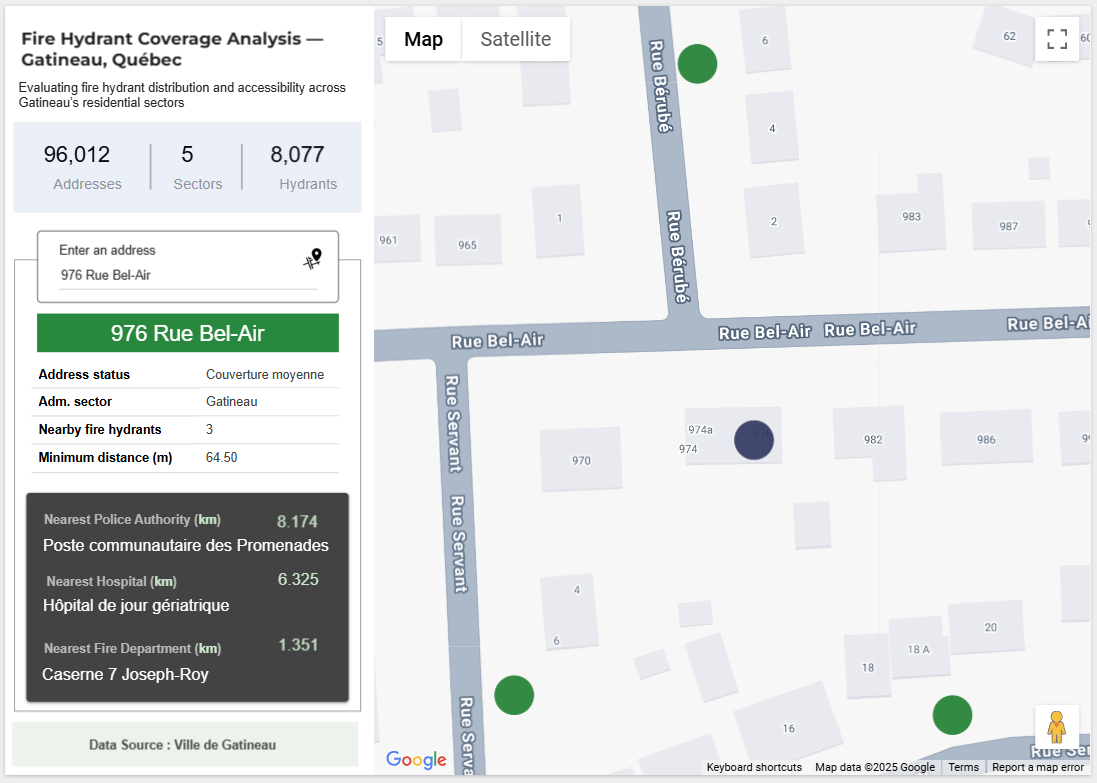 Fire Hydrant Coverage Analysis —
Gatineau, Québec
Evaluating fire hydrant distribution and accessibility across
Gatineau's residential sectors
96,012
5
8,077
Addresses
Sectors
Hydrants
Enter an address
976 Rue Bel-Air
976 Rue Bel-Air
Address status Couverture moyenne
Adm. sector Gatineau
Nearby fire hydrants 3
Minimum distance (m) 64.50
Nearest Police Authority (km) 8.174
Poste communautaire des Promenades
Nearest Hospital (km) 6.325
Hôpital de jour gériatrique
Nearest Fire Department (km) 1.351
Caserne 7 Joseph-Roy
Data Source : Ville de Gatineau
Map
Satellite
5
6
62
60
Rue Bérubé
4
1
2
983
987
961
965
Rue Bérubé
Rue Bel-Air
Rue Bel-Air
Rue Bel-Air
Rue Bel-Ai
Rue Servant
974a
974
970
982
986
Rue Servant
4
6
20
18 A
18
16
Rue Serva
Rue Ser
Google
Keyboard shortcuts
Map data ©2025 Google
Terms
Report a map error